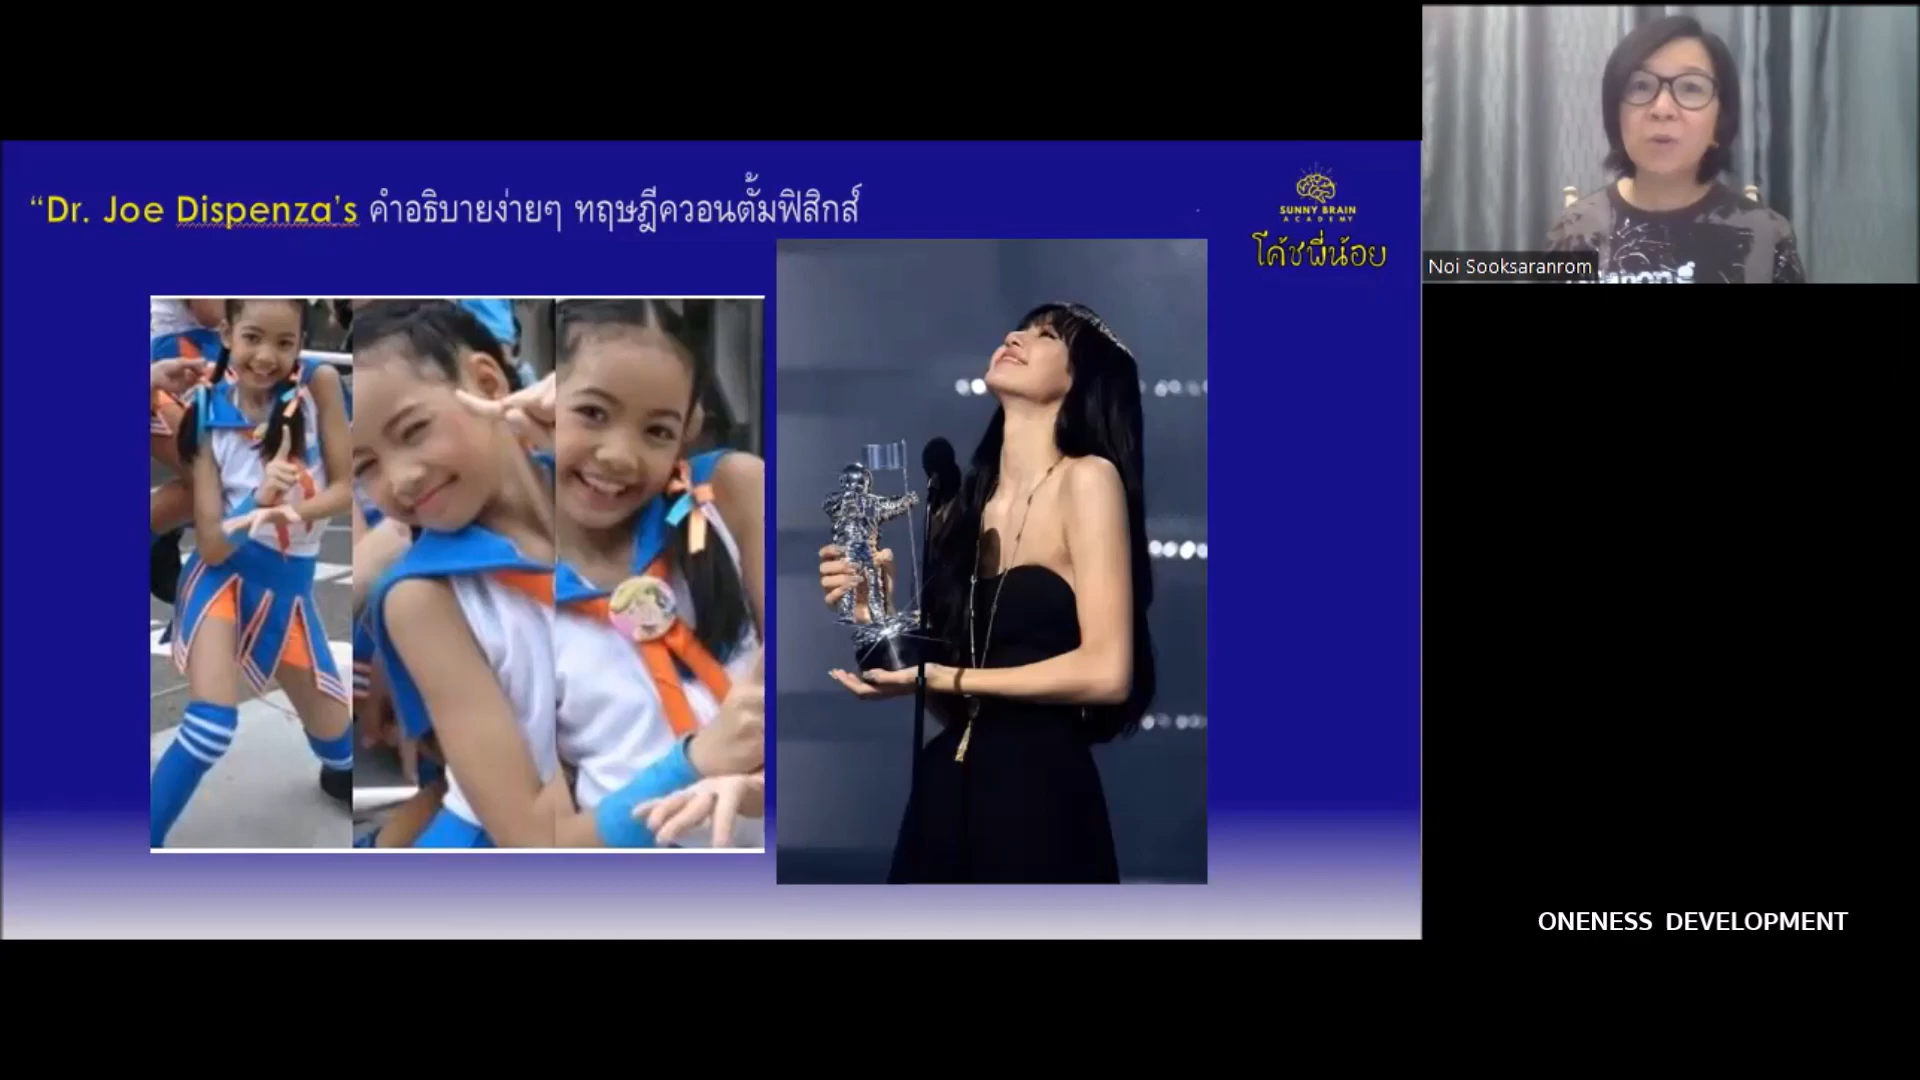 “Dr. Joe Dispenza’s คำอธิบายง่ายๆ ทฤษฎีควอนตั้มฟิสิกส์
SUNNY BRAIN
ACADEMY
โค้ชพี่น้อย
Noi Sooksaranrom
ONENESS DEVELOPMENT